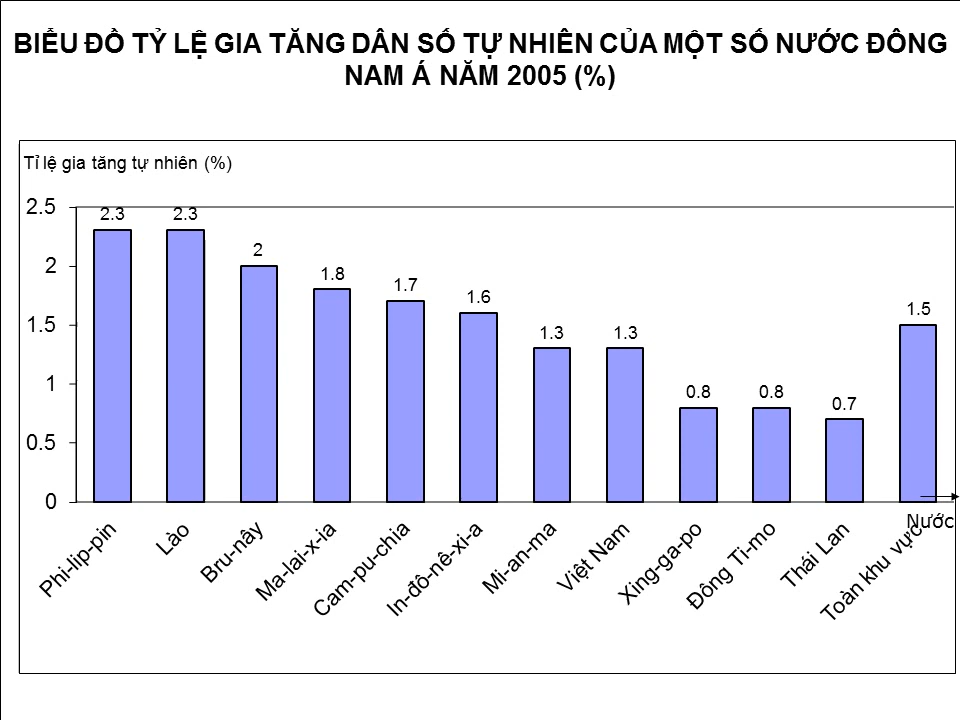 BIỂU ĐỒ TỶ LỆ GIA TĂNG DÂN SỐ TỰ NHIÊN CỦA MỘT SỐ NƯỚC ĐÔNG
NAM Á NĂM 2005 (%)
Tỉ lệ gia tăng tự nhiên (%)
2.5
2
1.5
1
0.5
0
2.3
2.3
2
1.8
1.7
1.6
1.3
1.3
0.8
0.8
0.7
1.5
Nước
Phi-lip-pin
Lào
Bru-nây
Ma-lai-x-ia
Cam-pu-chia
In-đô-nê-xi-a
Mi-an-ma
Việt Nam
Xing-ga-po
Đông Ti-mo
Thái Lan
Toàn khu vực